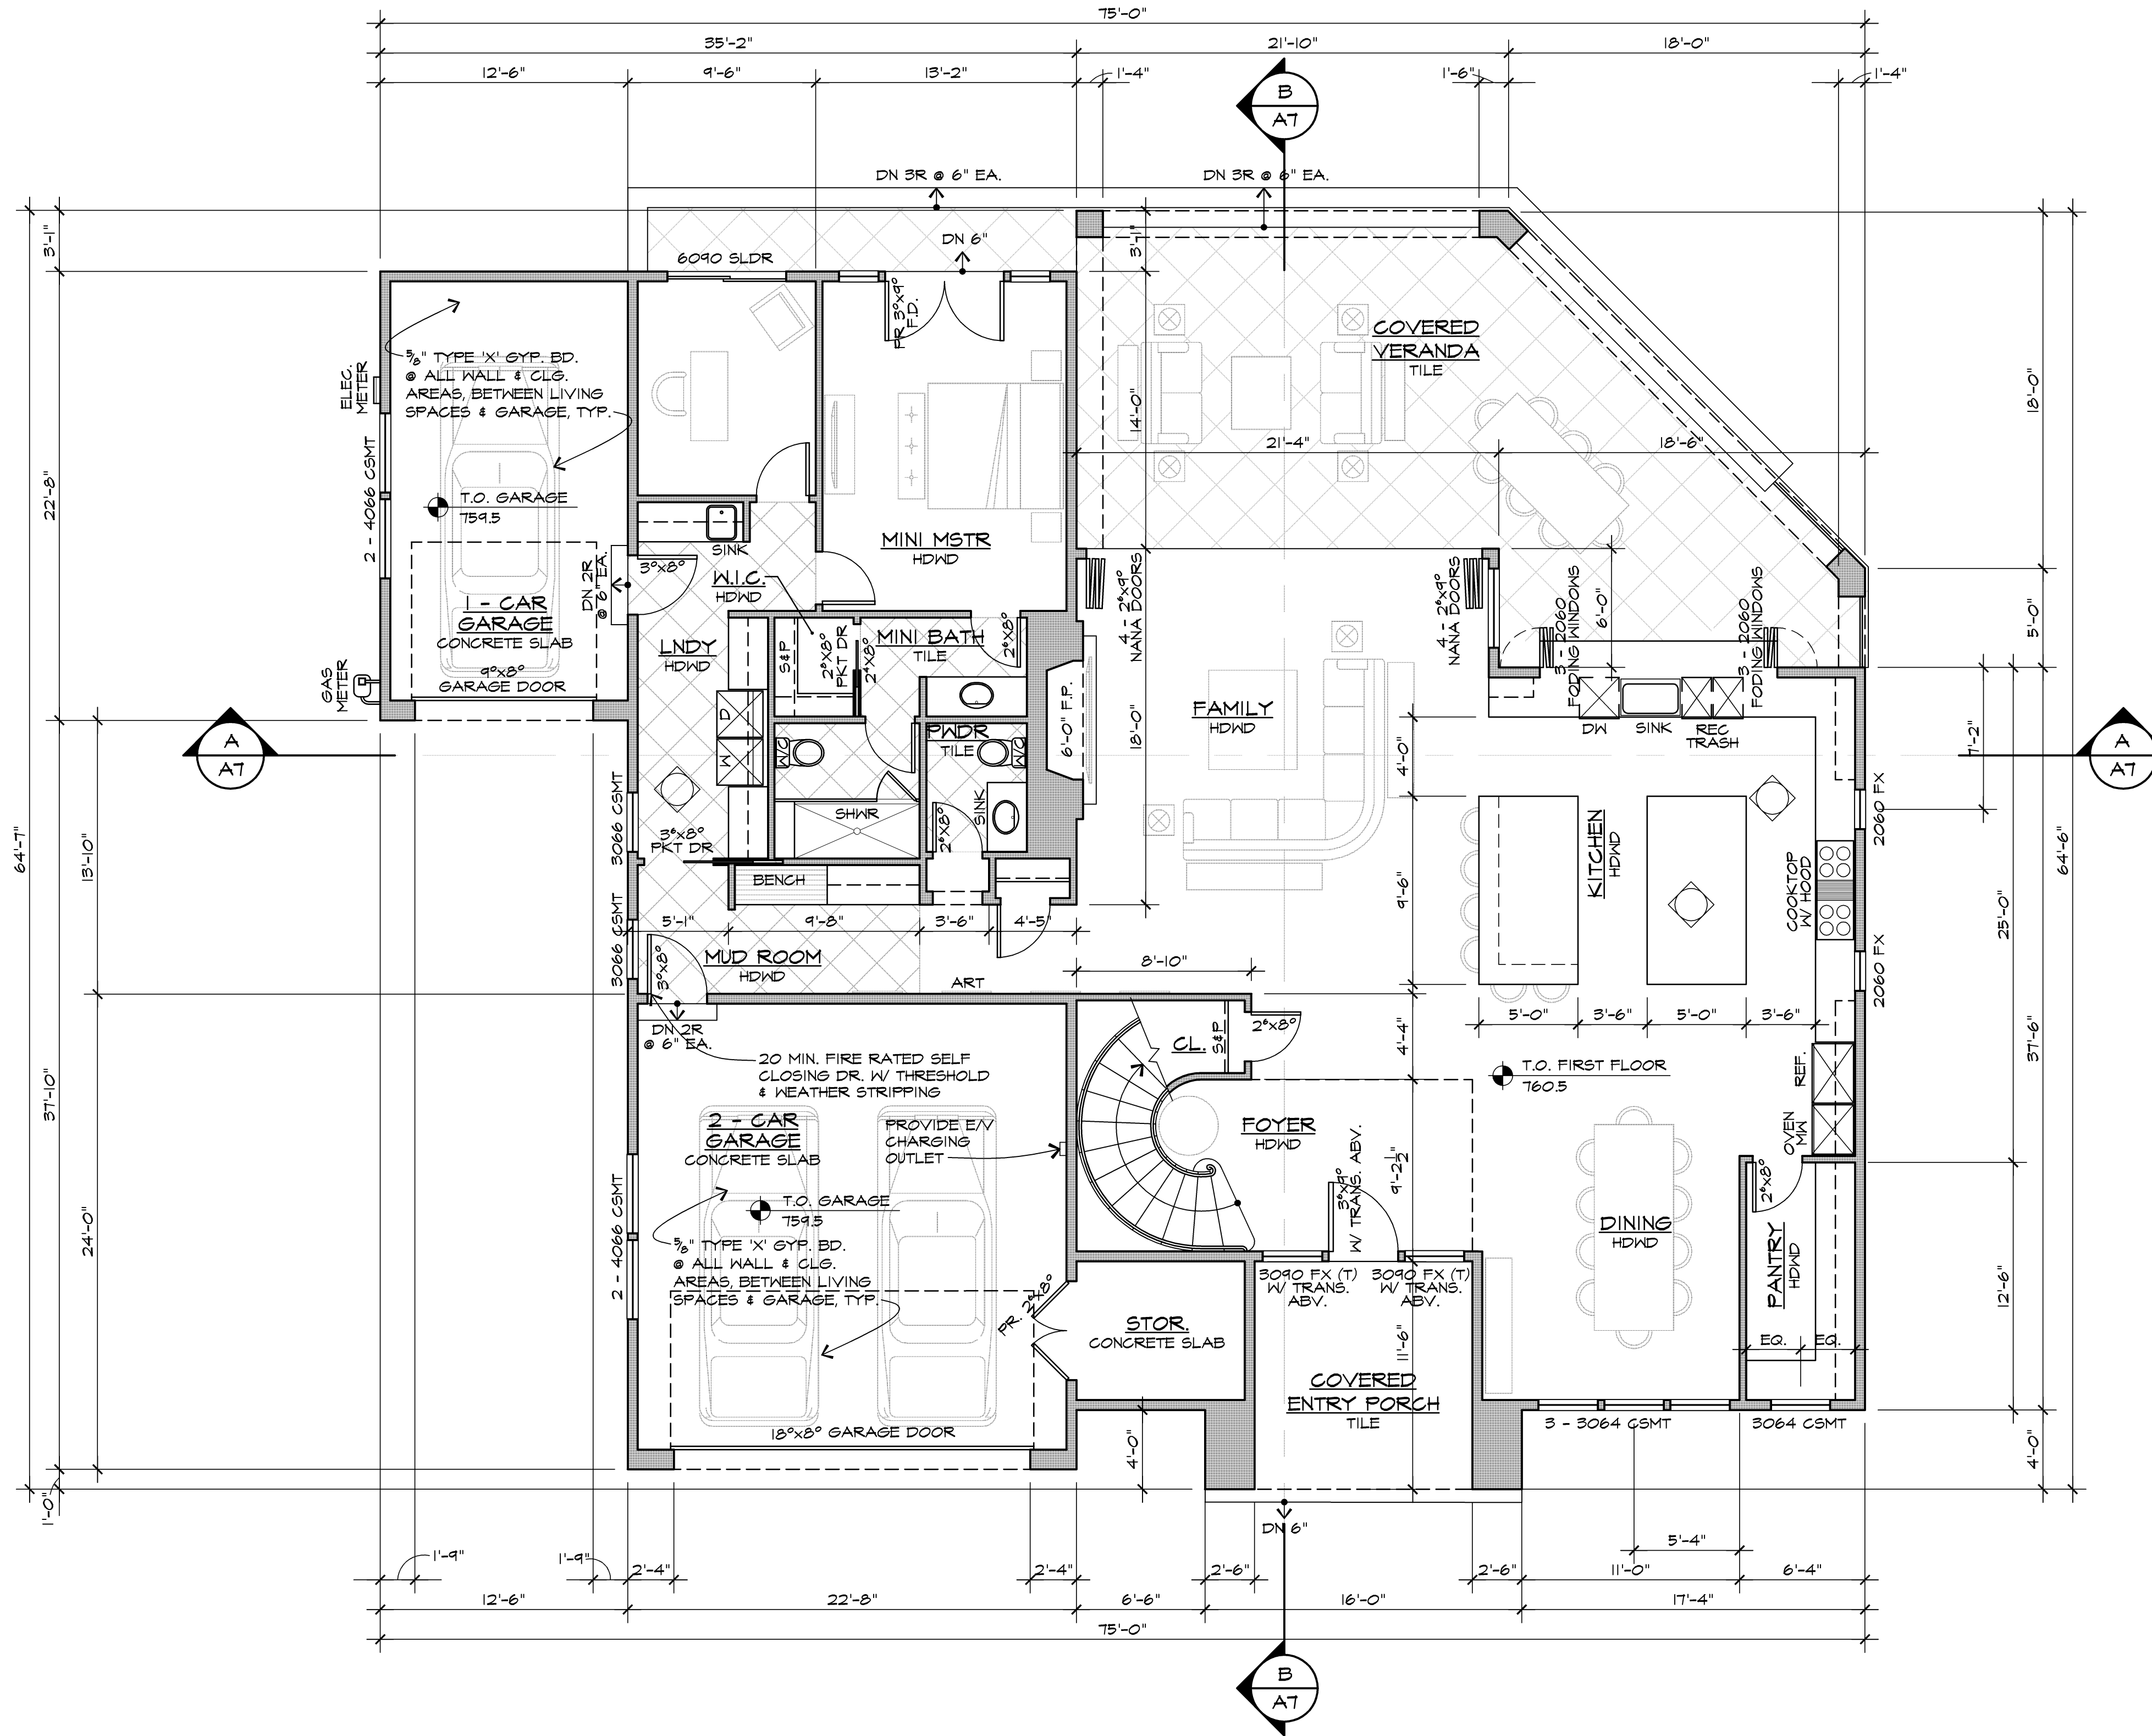 75'-0"
35'-2"
21'-10"
18'-0"
12'-6"
9'-6"
13'-2"
1'-4"
1'-6"
1'-4"
B
A7
DN 3R @ 6" EA.
DN 3R @ 6" EA.
DN 6"
6090 SLDR
3'-1"
3'-1"
PR 3⁰x9⁰
F.D.
COVERED
VERANDA
TILE
5/8" TYPE 'X' GYP. BD.
@ ALL WALL & CLG.
AREAS, BETWEEN LIVING
SPACES & GARAGE, TYP.
ELEC.
METER
2 - 4066 CSMT
22'-8"
14'-0"
21'-4"
18'-6"
18'-0"
T.O. GARAGE
759.5
SINK
MINI MSTR
HDWD
DN 2R
@ 6" EA.
3⁰x8⁰
W.I.C.
HDWD
1 - CAR
GARAGE
CONCRETE SLAB
9⁰x8⁰
GARAGE DOOR
GAS
METER
LNDY
HDWD
S&P
2⁶x8⁰
PKT DR
2⁴x8⁰
MINI BATH
TILE
2⁶x8⁰
4 - 2⁶x9⁰
NANA DOORS
4 - 2⁶x9⁰
NANA DOORS
3 - 2060
FODING WINDOWS
6'-0"
3 - 2060
FODING WINDOWS
5'-0"
A
A7
D
W
WC
PWDR
TILE
WC
6'-0" F.P.
18'-0"
FAMILY
HDWD
4'-0"
DW
SINK
REC
TRASH
7'-2"
A
A7
64'-7"
13'-10"
3066 CSMT
3⁶x8⁰
PKT DR
SHWR
2⁶x8⁰
SINK
BENCH
9'-6"
KITCHEN
HDWD
COOKTOP
W/ HOOD
2060 FX
64'-6"
3066 CSMT
5'-1"
9'-8"
3'-6"
4'-5"
MUD ROOM
HDWD
3⁰x8⁰
ART
8'-10"
2060 FX
25'-0"
37'-6"
DN 2R
@ 6" EA.
20 MIN. FIRE RATED SELF
CLOSING DR. W/ THRESHOLD
& WEATHER STRIPPING
CL.
S&P
2⁶x8⁰
4'-4"
5'-0"
3'-6"
5'-0"
3'-6"
T.O. FIRST FLOOR
760.5
REF.
OVEN
MW
37'-10"
2 - CAR
GARAGE
CONCRETE SLAB
PROVIDE E/V
CHARGING
OUTLET
FOYER
HDWD
3⁶x9⁰
W/ TRANS. ABV.
9'-2½"
24'-0"
2 - 4066 CSMT
T.O. GARAGE
759.5
5/8" TYPE 'X' GYP. BD.
@ ALL WALL & CLG.
AREAS, BETWEEN LIVING
SPACES & GARAGE, TYP.
PR. 2⁶x8⁰
STOR.
CONCRETE SLAB
3090 FX (T)
W/ TRANS.
ABV.
3090 FX (T)
W/ TRANS.
ABV.
11'-6"
DINING
HDWD
2⁶x8⁰
PANTRY
HDWD
EQ.
EQ.
12'-6"
COVERED
ENTRY PORCH
TILE
18⁰x8⁰ GARAGE DOOR
3 - 3064 CSMT
3064 CSMT
4'-0"
4'-0"
1'-0"
DN 6"
1'-9"
1'-9"
2'-4"
2'-4"
2'-6"
2'-6"
5'-4"
11'-0"
6'-4"
12'-6"
22'-8"
6'-6"
16'-0"
17'-4"
75'-0"
B
A7